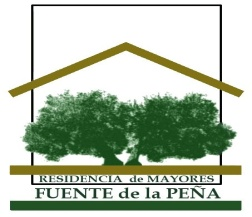 RESIDENCIA de MAYORES
FUENTE de la PEÑA